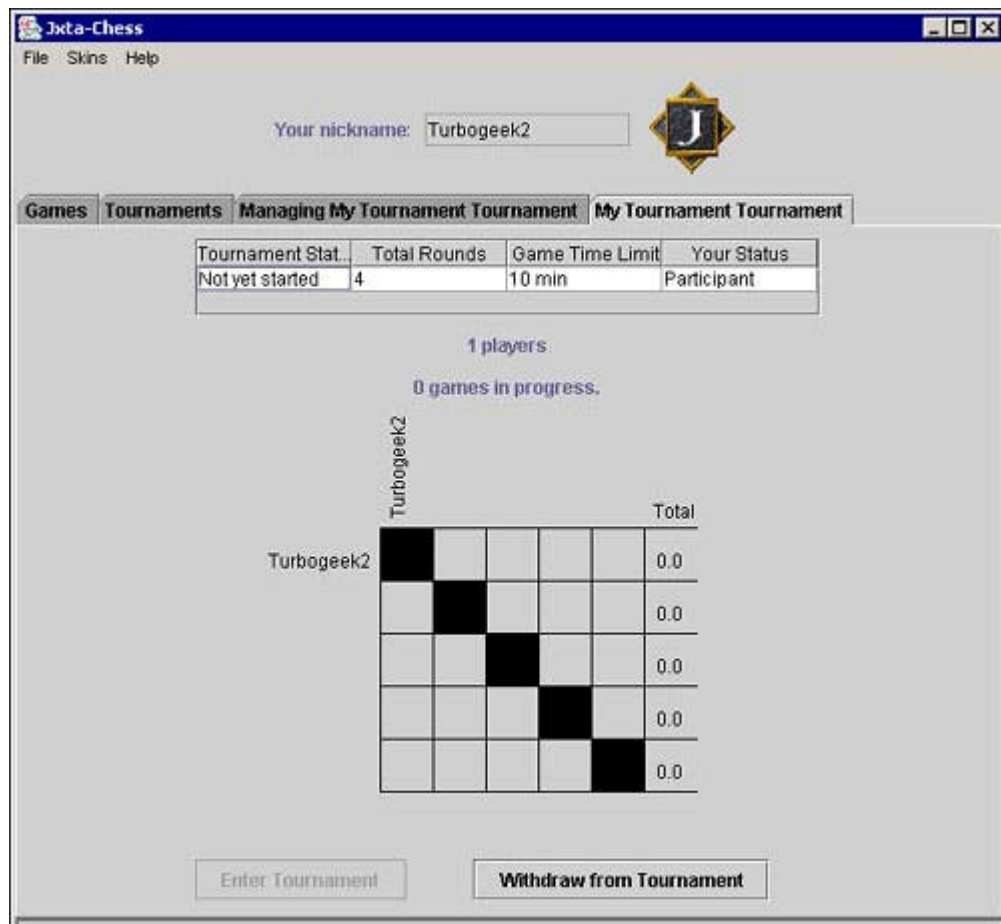 Jxta-Chess
File Skins Help
Your nickname: Turbogeek2
J
Games Tournaments Managing My Tournament Tournament My Tournament Tournament
Tournament Stat... Total Rounds Game Time Limit Your Status
Not yet started 4 10 min Participant
1 players
0 games in progress.
Turbogeek2
Total
Turbogeek2 0.0
0.0
0.0
0.0
0.0
Enter Tournament Withdraw from Tournament